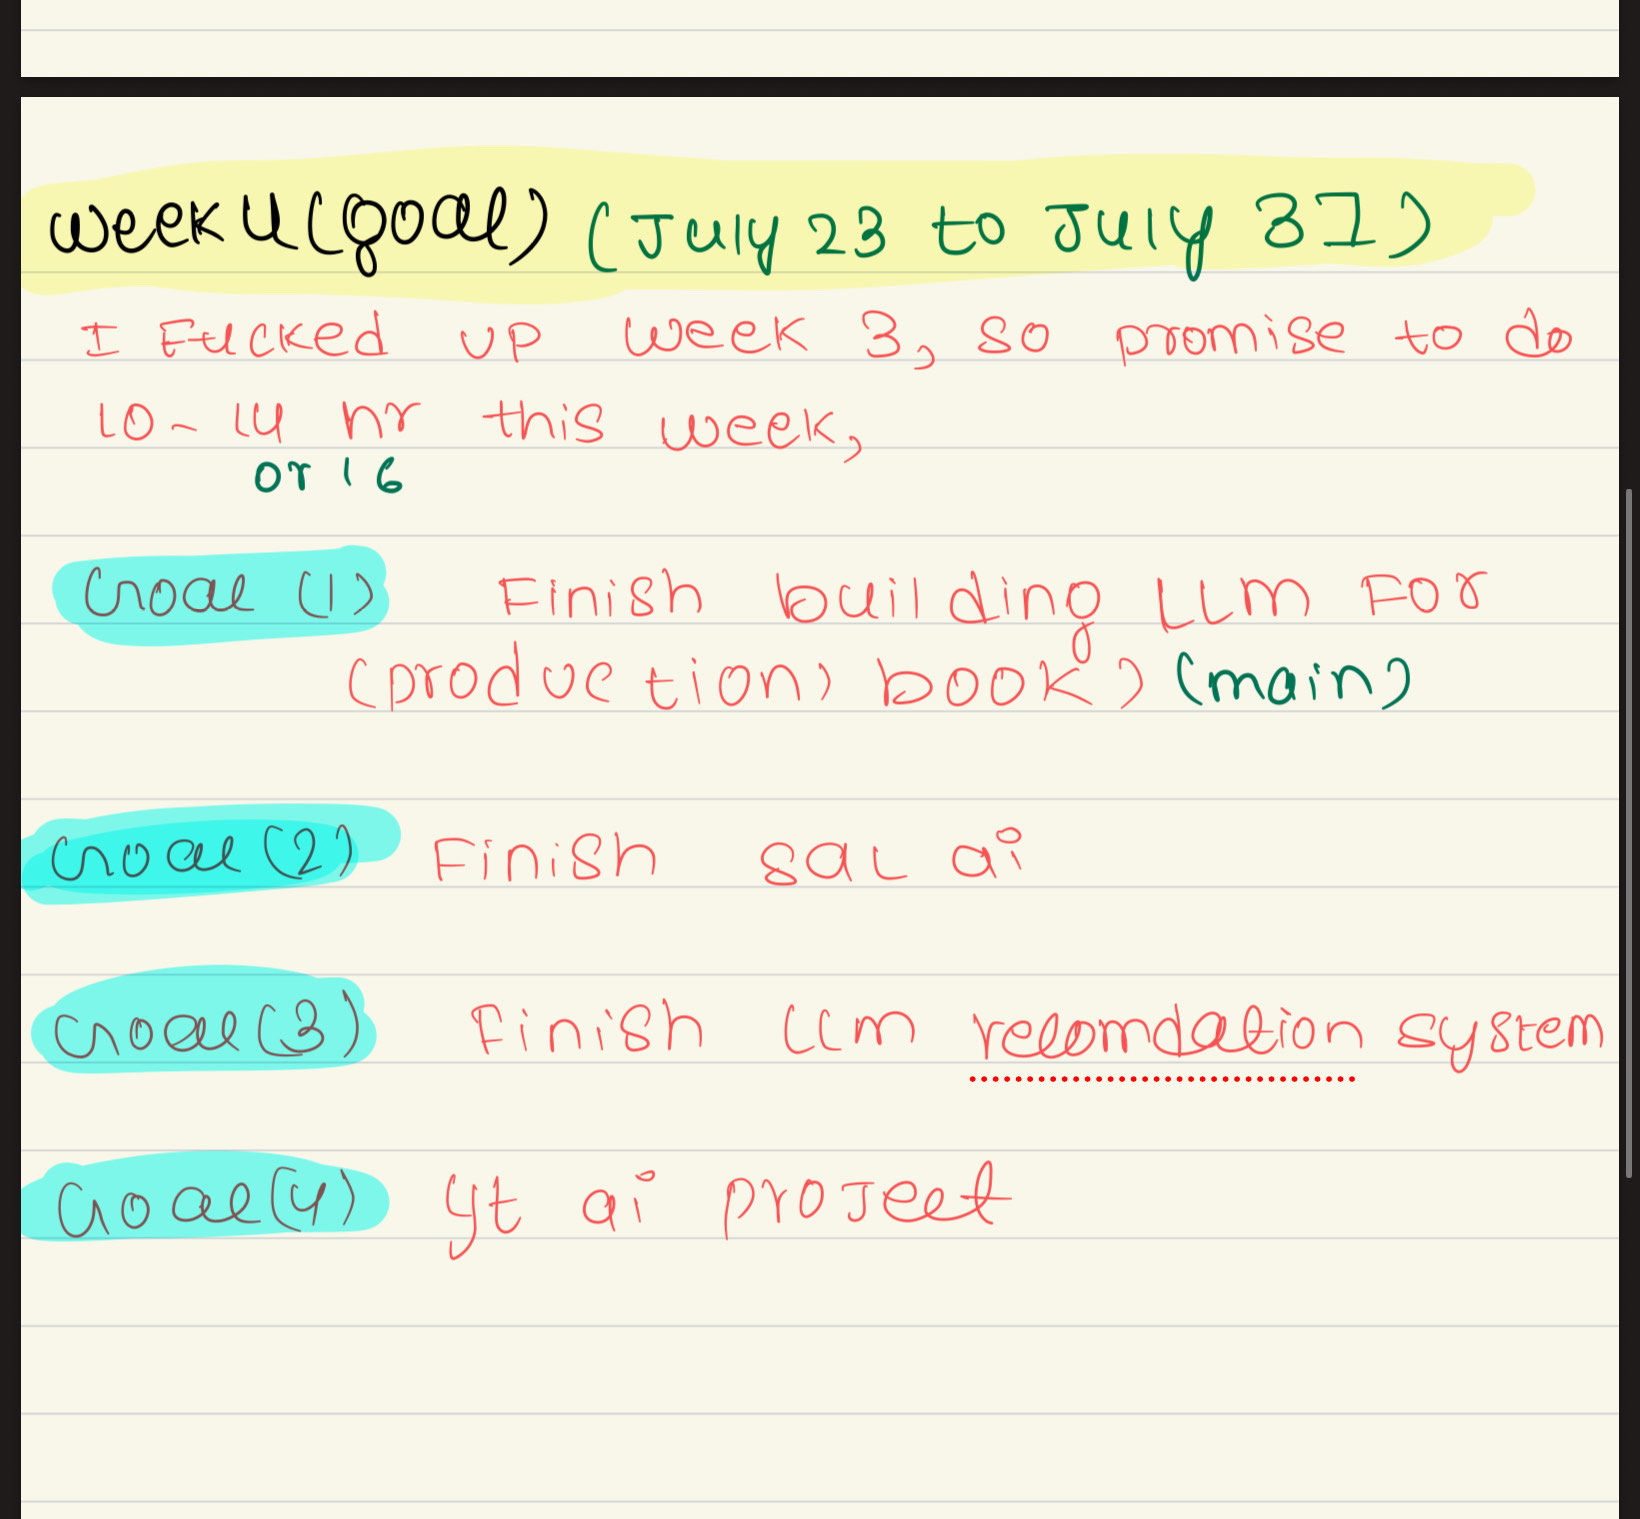 week 4 (goal) (July 23 to July 31)
I Fucked up week 3, so promise to do
10 - 14 hr this week,
or 16
Goal (1) Finish building LLM For
(production) book) (main)
Goal (2) Finish sql ai
Goal (3) Finish LLM recomdation system
Goal (4) yt ai project